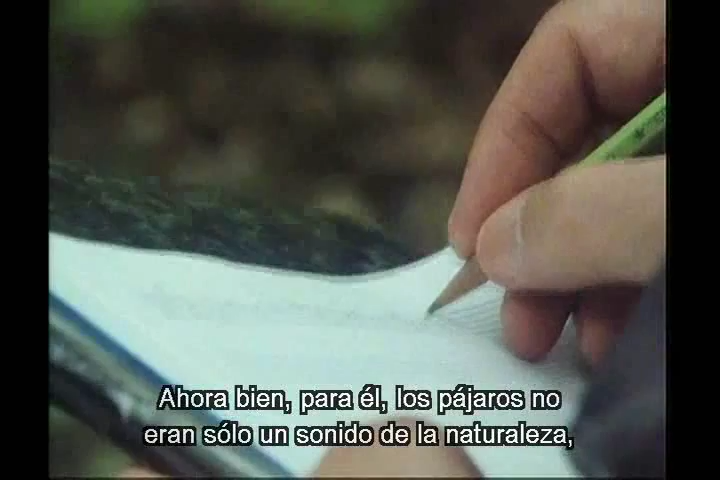 Ahora bien, para él, los pájaros no
eran sólo un sonido de la naturaleza,